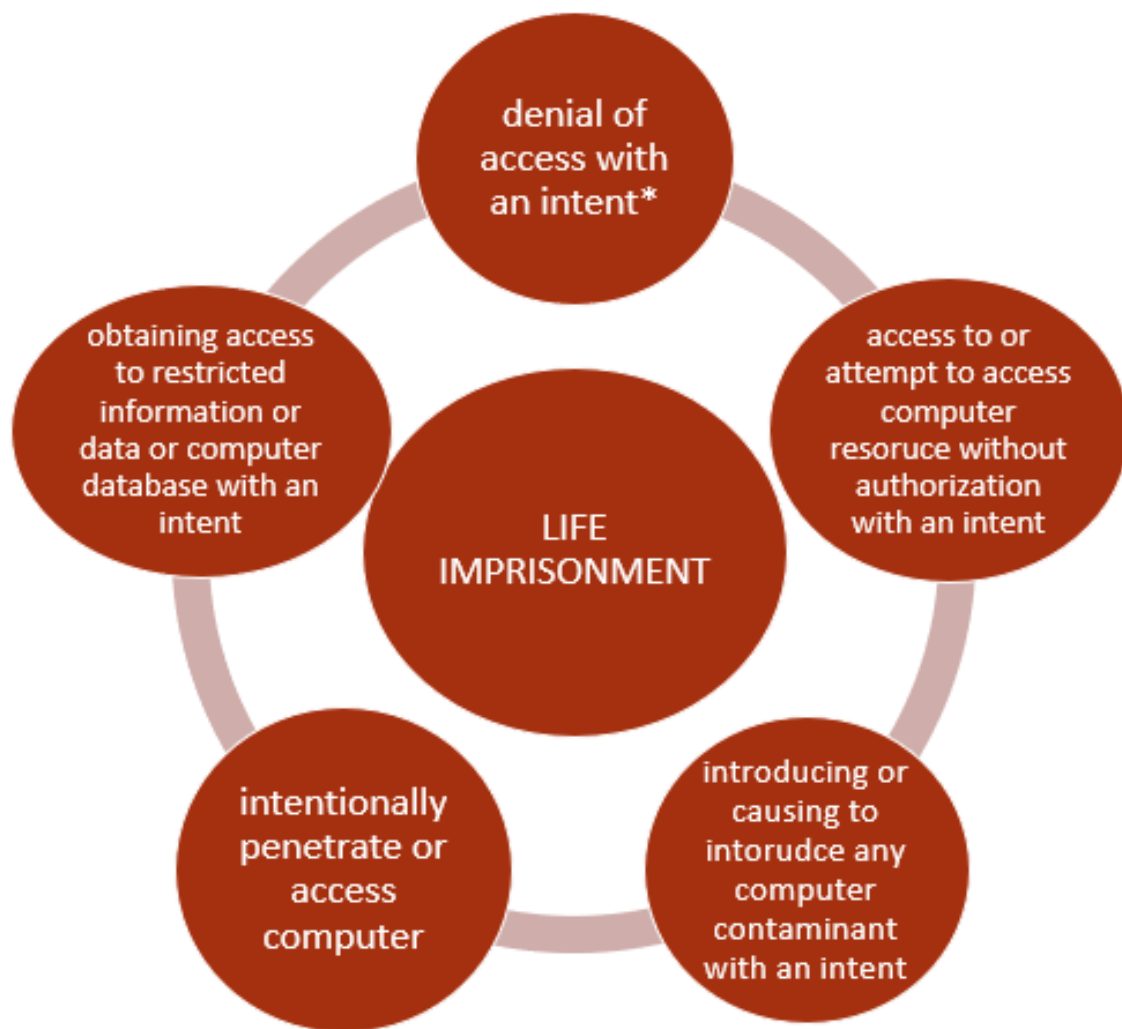 denial of
access with
an intent*
access to or
attempt to access
computer
resoruce without
authorization
with an intent
introducing or
causing to
intorudce any
computer
contaminant
with an intent
intentionally
penetrate or
access
computer
obtaining access
to restricted
information or
data or computer
database with an
intent
LIFE
IMPRISONMENT